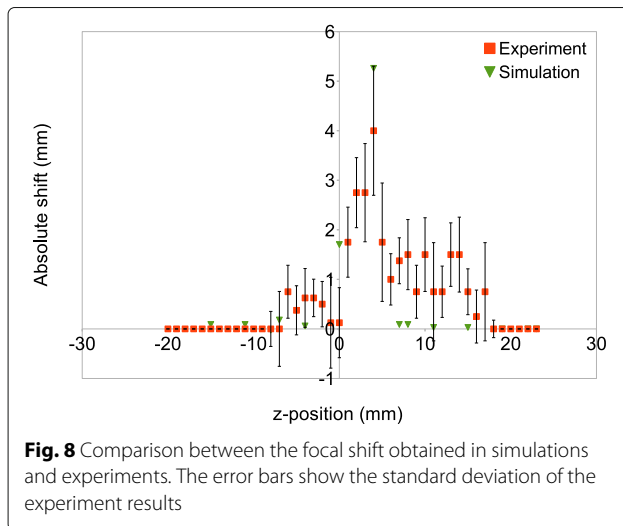 6
5
4
3
2
1
0
-1
Experiment
Simulation
Absolute shift (mm)
-30
-20
-10
0
10
20
30
z-position (mm)
Fig. 8 Comparison between the focal shift obtained in simulations
and experiments. The error bars show the standard deviation of the
experiment results